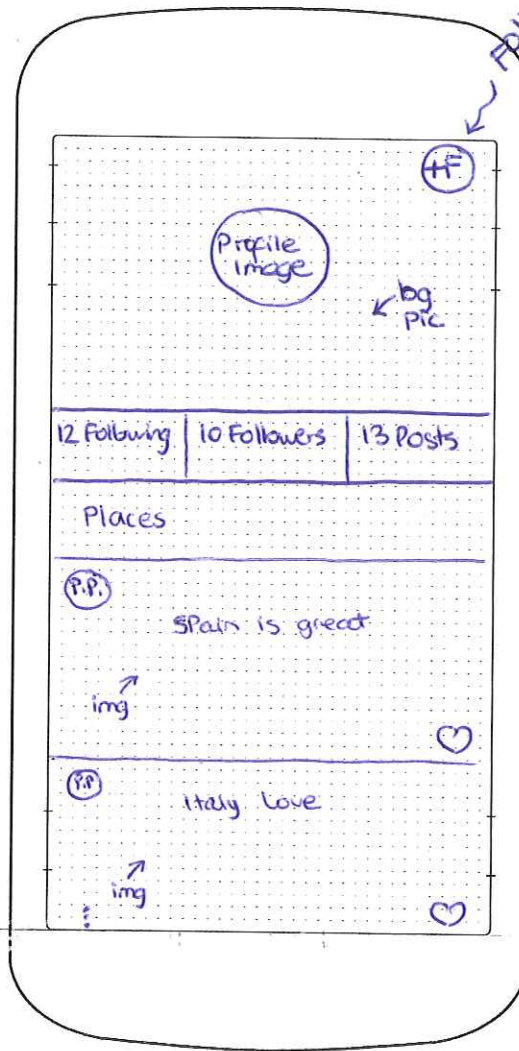 +F
Profile
Image
bg
pic
12 Following
10 Followers
13 Posts
Places
P.P.
Spain is great
img
P.P
Italy Love
img